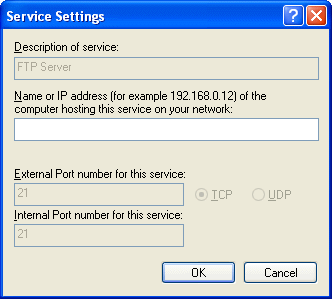 Service Settings
Description of service:
FTP Server
Name or IP address (for example 192.168.0.12) of the
computer hosting this service on your network:
External Port number for this service:
21 TCP UDP
Internal Port number for this service:
21
OK Cancel